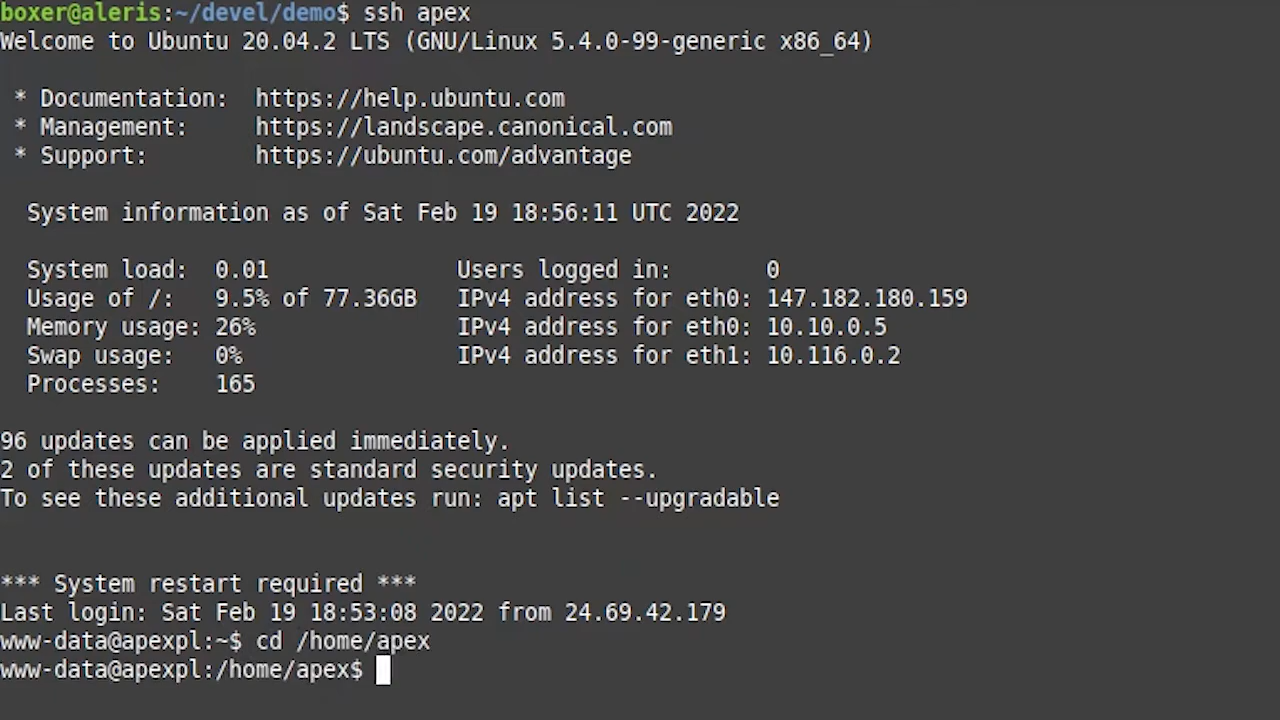 boxer@aleris:~/devel/demo$ ssh apex
Welcome to Ubuntu 20.04.2 LTS (GNU/Linux 5.4.0-99-generic x86_64)
 * Documentation:  https://help.ubuntu.com
 * Management:     https://landscape.canonical.com
 * Support:        https://ubuntu.com/advantage
  System information as of Sat Feb 19 18:56:11 UTC 2022
  System load:  0.01              Users logged in:       0
  Usage of /:   9.5% of 77.36GB   IPv4 address for eth0: 147.182.180.159
  Memory usage: 26%               IPv4 address for eth0: 10.10.0.5
  Swap usage:   0%                IPv4 address for eth1: 10.116.0.2
  Processes:    165
96 updates can be applied immediately.
2 of these updates are standard security updates.
To see these additional updates run: apt list --upgradable
*** System restart required ***
Last login: Sat Feb 19 18:53:08 2022 from 24.69.42.179
www-data@apexpl:~$ cd /home/apex
www-data@apexpl:/home/apex$